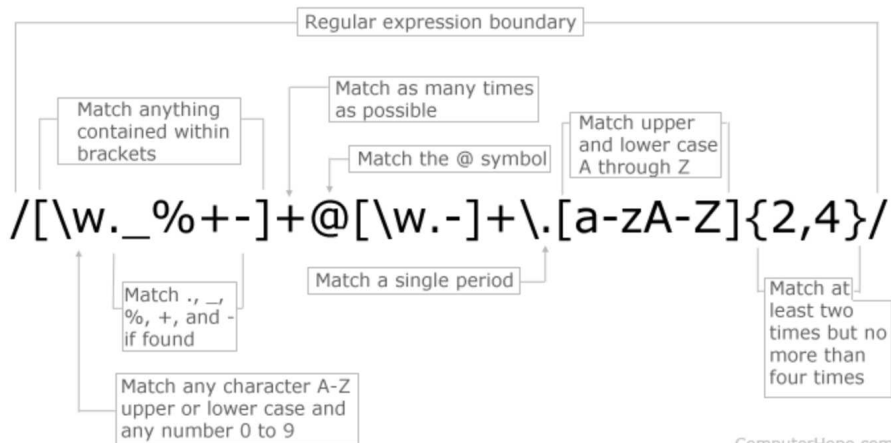 Regular expression boundary
Match as many times
as possible
Match anything
contained within
brackets
Match upper
and lower case
A through Z
Match the @ symbol
/[\w._%+-]+@[\w.-]+\.[a-zA-Z]{2,4}/
Match a single period
Match ., _,
%, +, and -
if found
Match at
least two
times but no
more than
four times
Match any character A-Z
upper or lower case and
any number 0 to 9
ComputerHope.com